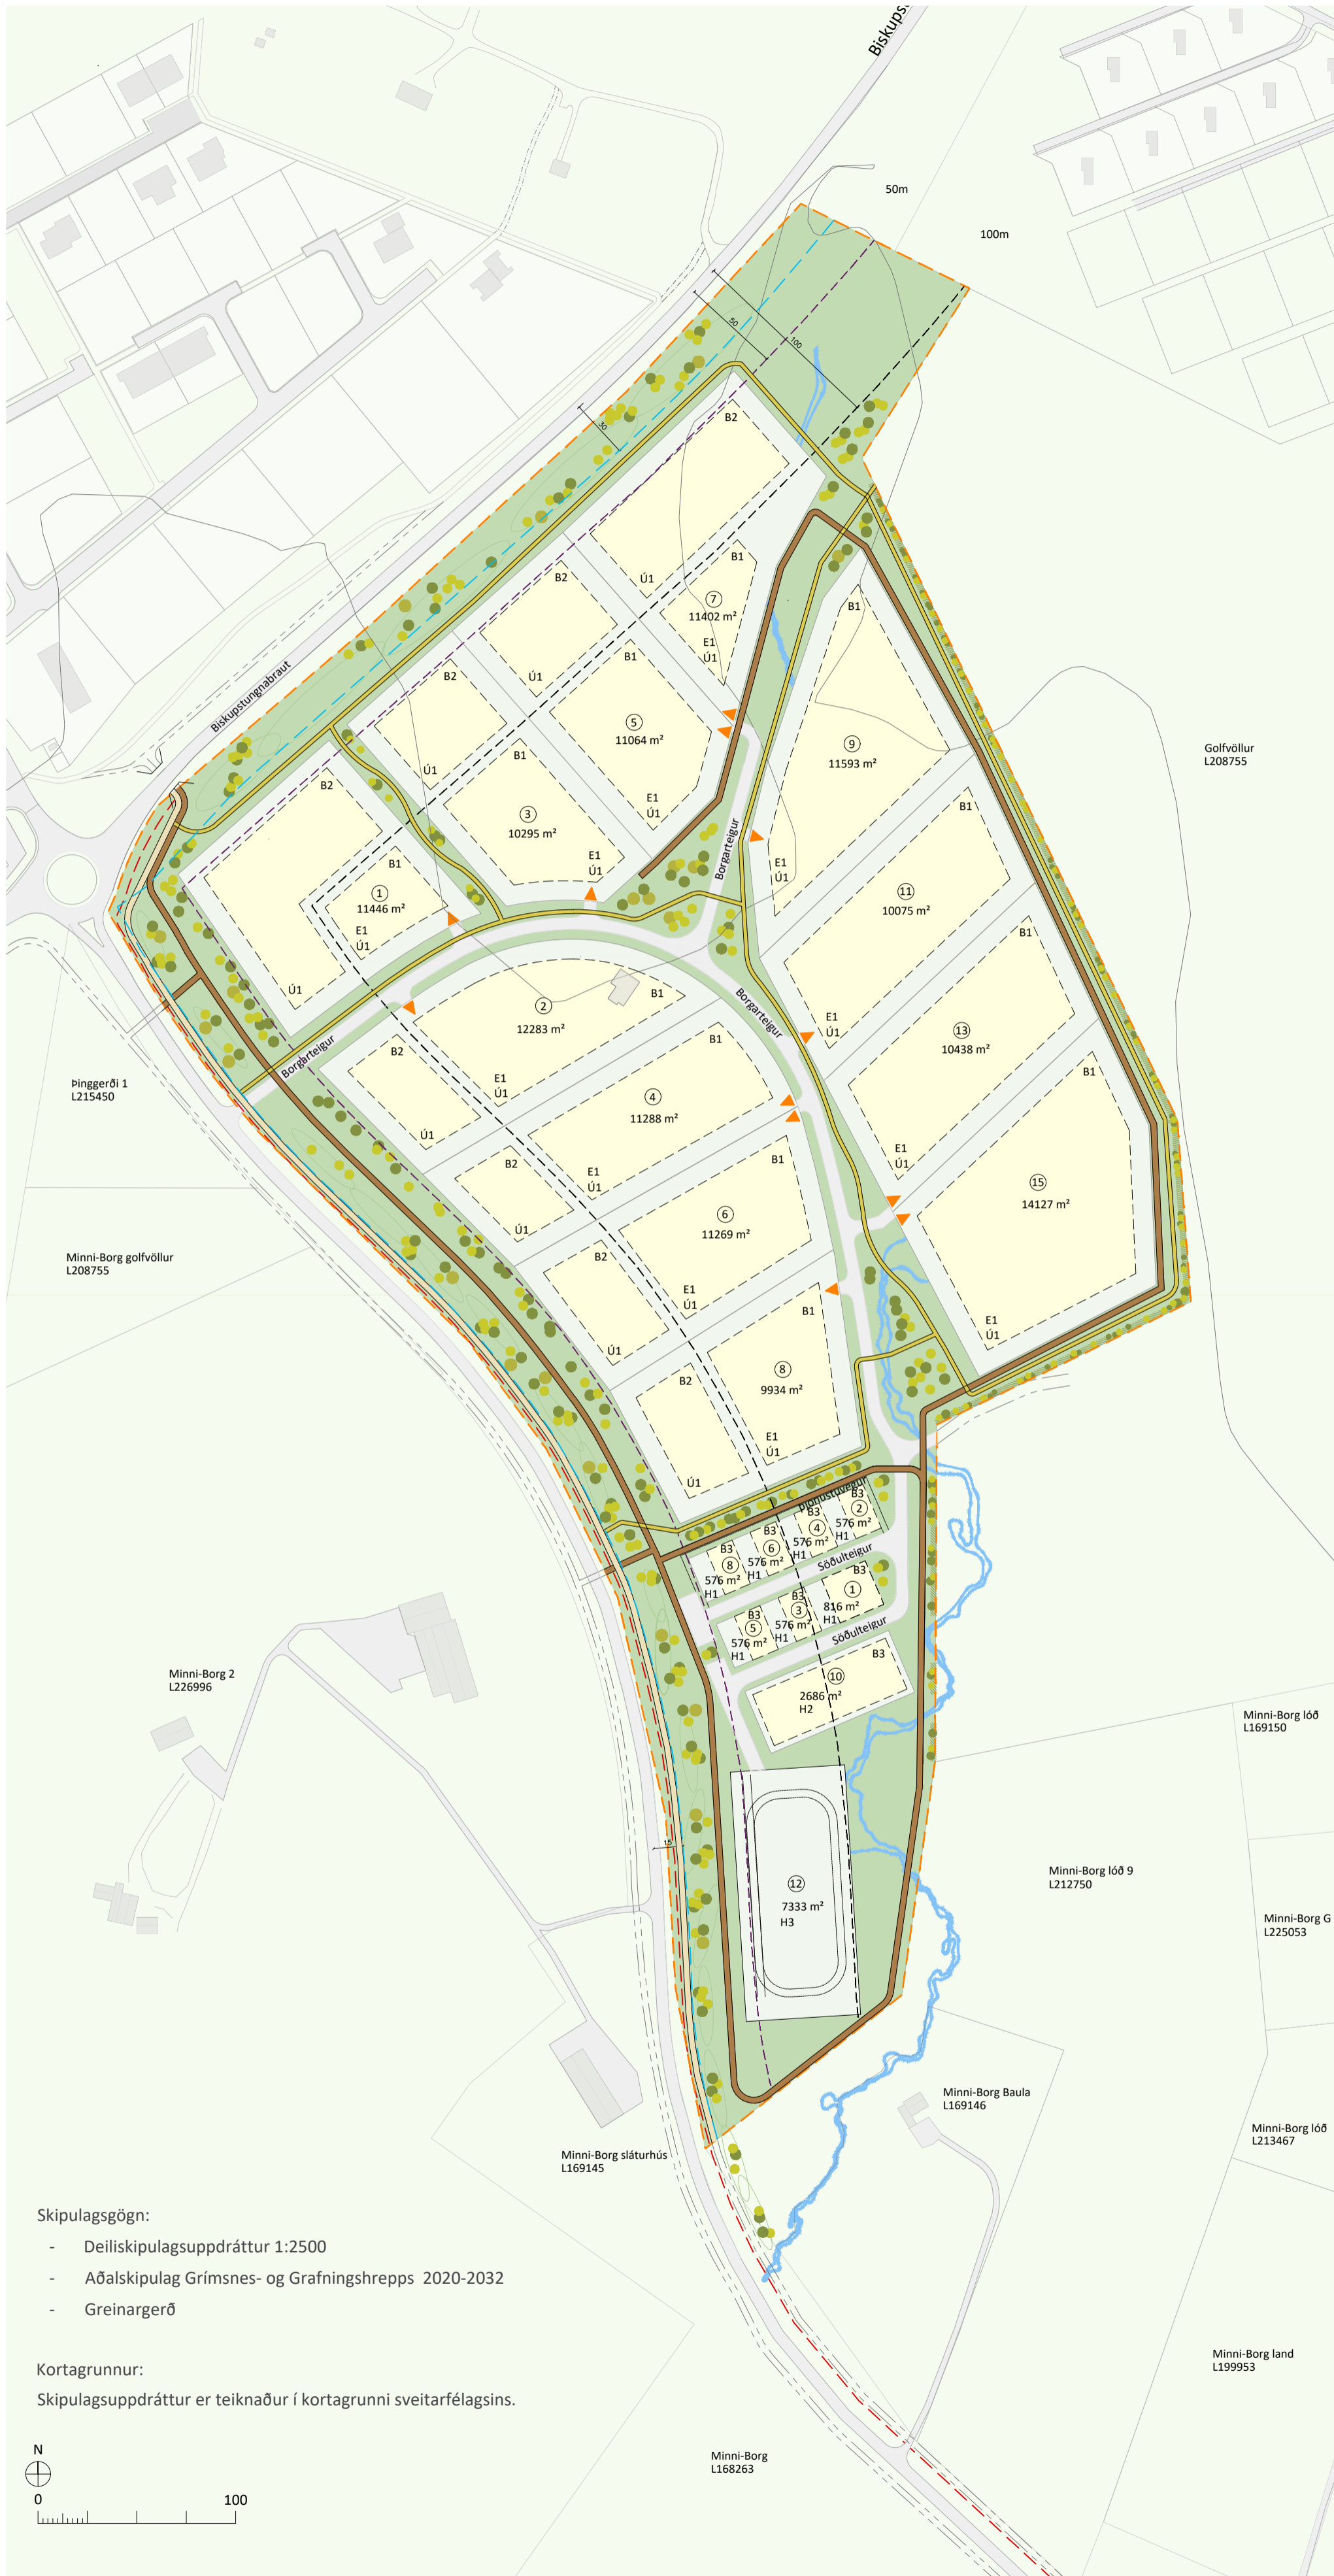 Biskups
50m
100m
50
100
30
B2
Ú1
B1
7
11402 m²
E1
Ú1
B2
Ú1
B1
5
11064 m²
E1
Ú1
B2
Ú1
B1
3
10295 m²
E1
Ú1
Biskupstungnabraut
B2
Ú1
B1
1
11446 m²
E1
Ú1
B1
9
11593 m²
E1
Ú1
Golfvöllur
L208755
Borgarteigur
B1
11
10075 m²
E1
Ú1
B1
2
12283 m²
E1
Ú1
B2
Ú1
Borgarteigur
Borgarteigur
B1
13
10438 m²
E1
Ú1
B1
4
11288 m²
E1
Ú1
B2
Ú1
Þinggerði 1
L215450
B1
15
14127 m²
E1
Ú1
B1
6
11269 m²
E1
Ú1
B2
Ú1
Minni-Borg golfvöllur
L208755
B1
8
9934 m²
E1
Ú1
B2
Ú1
Þjónustuvegur
B3
2
576 m²
H1
B3
4
576 m²
H1
B3
6
576 m²
H1
B3
8
576 m²
H1
Söðulteigur
B3
1
816 m²
H1
B3
3
576 m²
H1
B3
5
576 m²
H1
Söðulteigur
B3
10
2686 m²
H2
Minni-Borg 2
L226996
Minni-Borg lóð
L169150
15
12
7333 m²
H3
Minni-Borg lóð 9
L212750
Minni-Borg G
L225053
Minni-Borg Baula
L169146
Minni-Borg lóð
L213467
Minni-Borg sláturhús
L169145
Skipulagsgögn:
- Deiliskipulagsuppdráttur 1:2500
- Aðalskipulag Grímsnes- og Grafningshrepps 2020-2032
- Greinargerð
Minni-Borg land
L199953
Kortagrunnur:
Skipulagsuppdráttur er teiknaður í kortagrunni sveitarfélagsins.
Minni-Borg
L168263
N
0 100